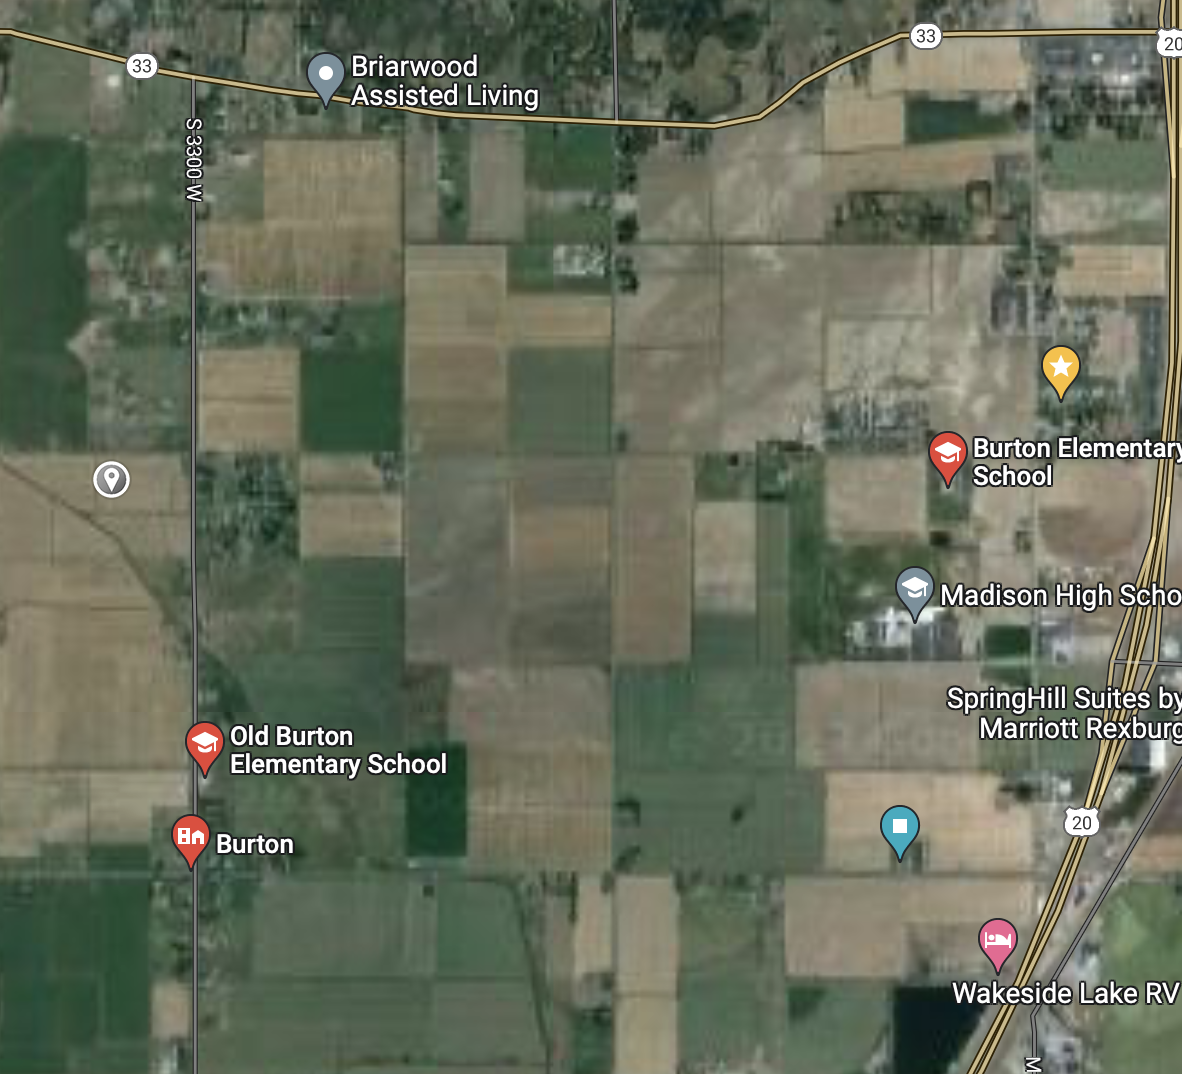 33
33
20
Briarwood
Assisted Living
S 3300 W
Burton Elementary
School
Madison High Scho
SpringHill Suites by
Marriott Rexburg
Old Burton
Elementary School
20
Burton
Wakeside Lake RV
M